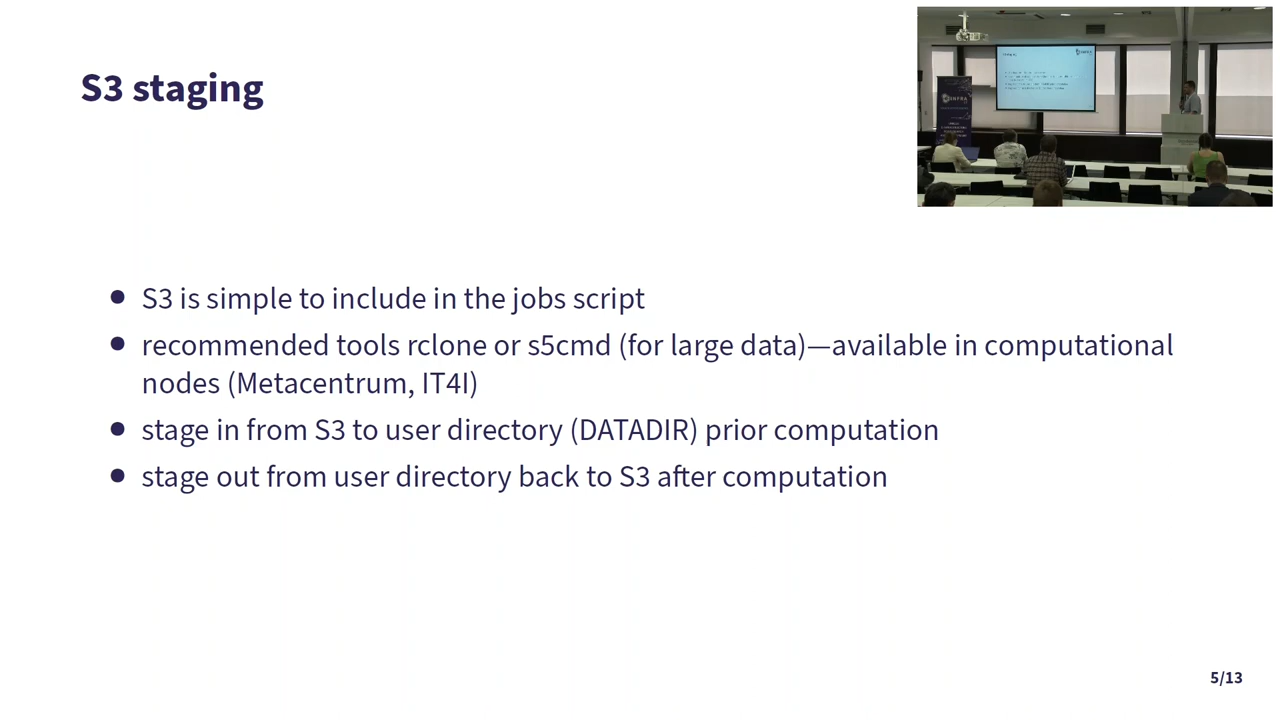 S3 staging
INFRA
S3 is simple to include in the jobs script
recommended tools rclone or s5cmd (for large data)—available in computational
nodes (Metacentrum, IT4I)
stage in from S3 to user directory (DATADIR) prior computation
stage out from user directory back to S3 after computation
5/13